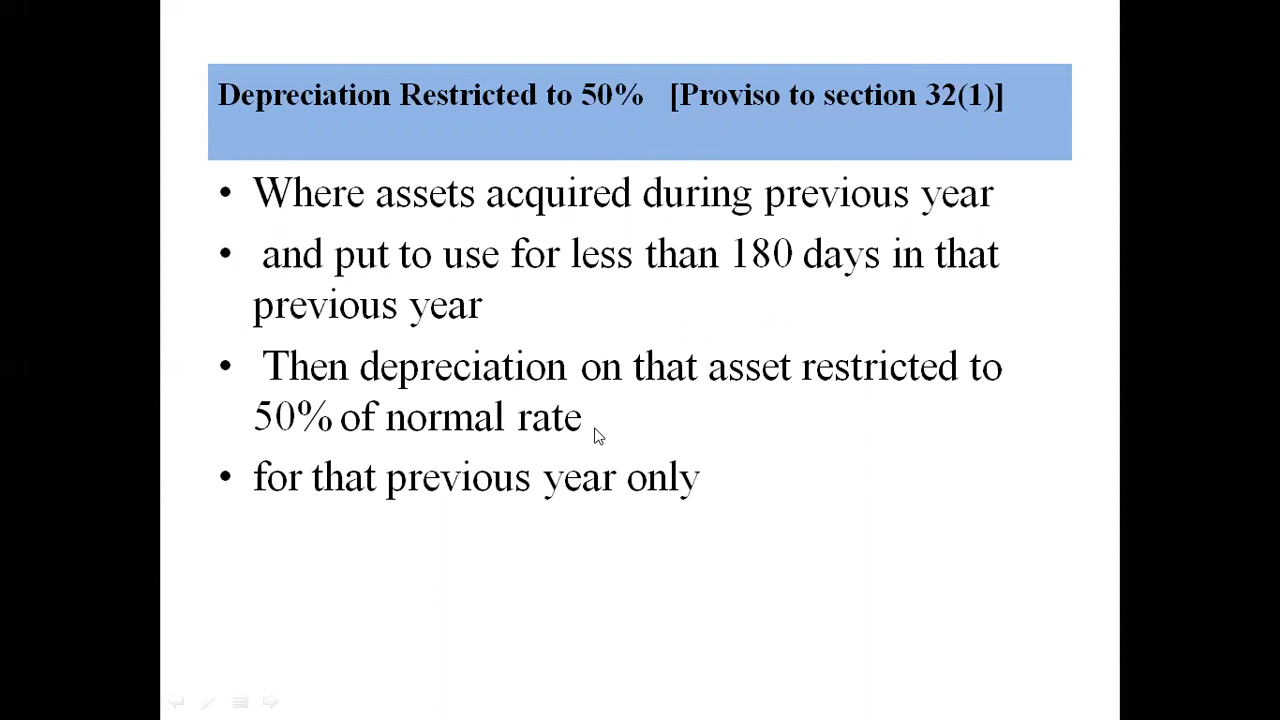 Depreciation Restricted to 50% [Proviso to section 32(1)]
• Where assets acquired during previous year
• and put to use for less than 180 days in that
previous year
• Then depreciation on that asset restricted to
50% of normal rate
• for that previous year only